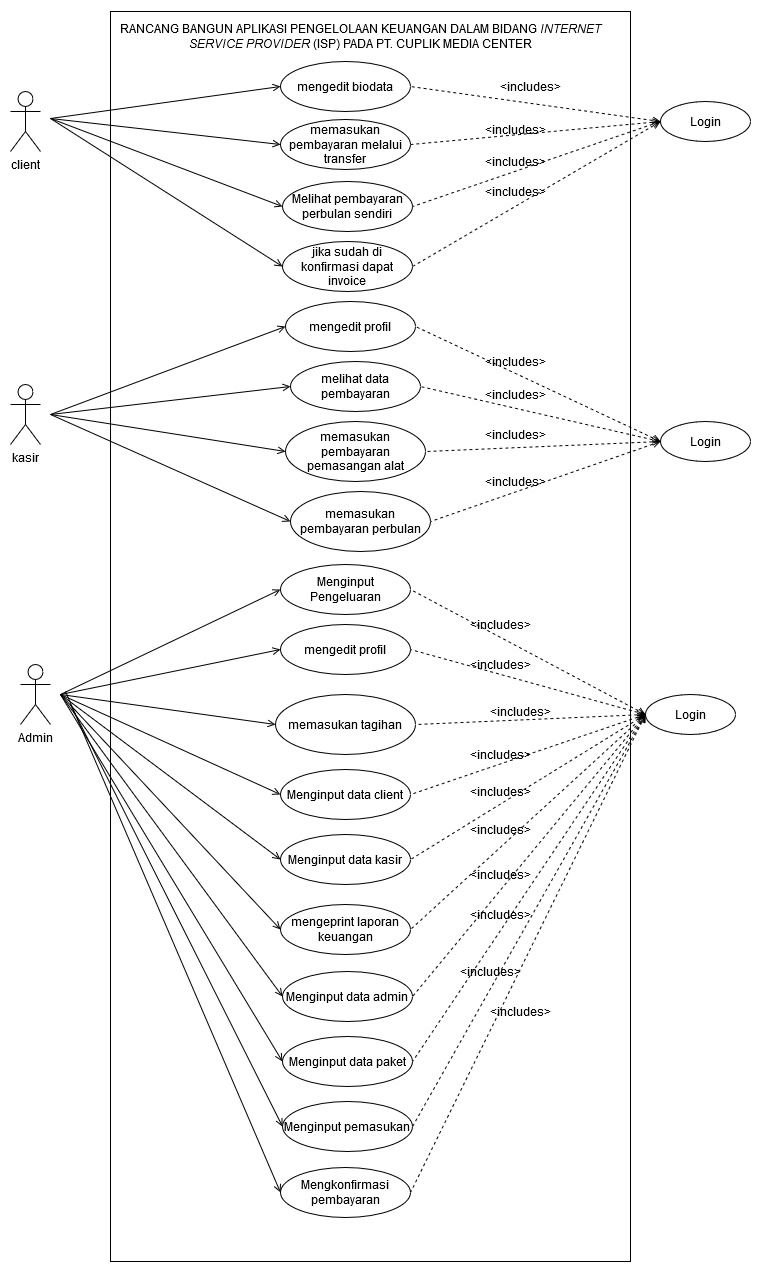 RANCANG BANGUN APLIKASI PENGELOLAAN KEUANGAN DALAM BIDANG INTERNET
SERVICE PROVIDER (ISP) PADA PT. CUPLIK MEDIA CENTER
client
mengedit biodata
<includes>
memasukan
pembayaran melalui
transfer
<includes>
Melihat pembayaran
perbulan sendiri
<includes>
jika sudah di
konfirmasi dapat
invoice
<includes>
Login
kasir
mengedit profil
<includes>
melihat data
pembayaran
<includes>
memasukan
pembayaran
pemasangan alat
<includes>
memasukan
pembayaran perbulan
<includes>
Login
Admin
Menginput
Pengeluaran
<includes>
mengedit profil
<includes>
memasukan tagihan
<includes>
Menginput data client
<includes>
Menginput data kasir
<includes>
mengeprint laporan
keuangan
<includes>
Menginput data admin
<includes>
Menginput data paket
<includes>
Menginput pemasukan
<includes>
Mengkonfirmasi
pembayaran
<includes>
Login